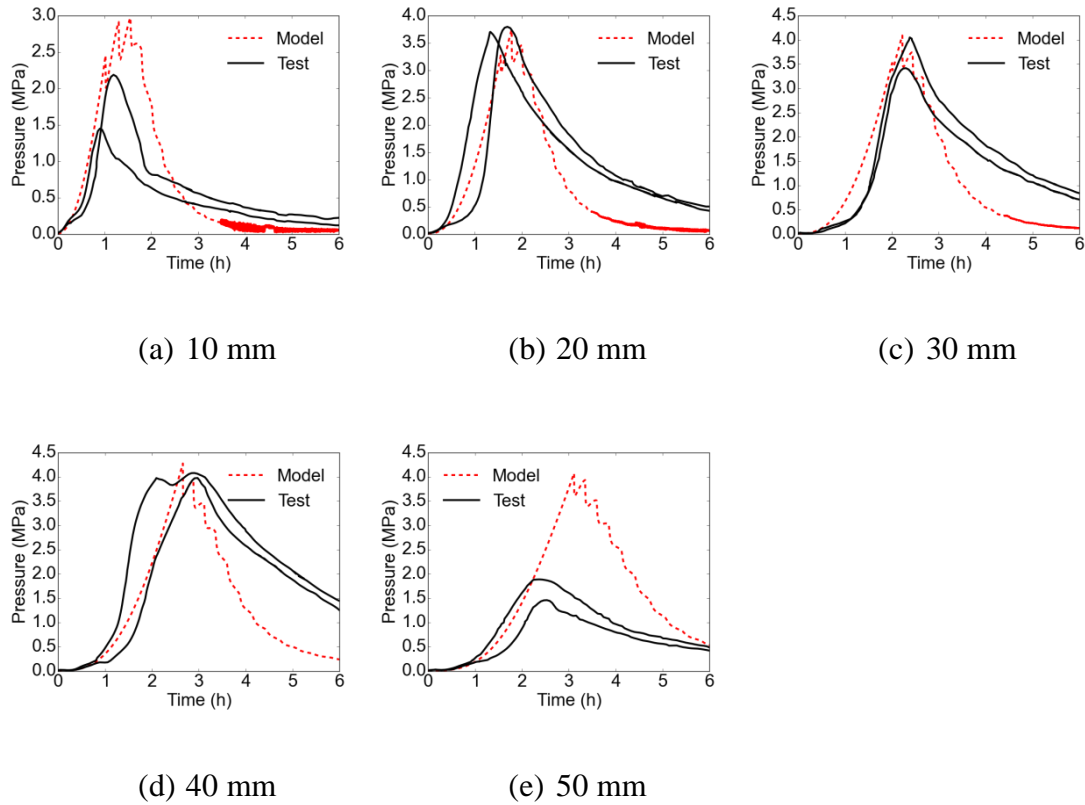 3.0
2.5
2.0
1.5
1.0
0.5
0.0
Pressure (MPa)
Model
Test
0 1 2 3 4 5 6
Time (h)
(a) 10 mm
4.0
3.5
3.0
2.5
2.0
1.5
1.0
0.5
0.0
Pressure (MPa)
Model
Test
0 1 2 3 4 5 6
Time (h)
(b) 20 mm
4.5
4.0
3.5
3.0
2.5
2.0
1.5
1.0
0.5
0.0
Pressure (MPa)
Model
Test
0 1 2 3 4 5 6
Time (h)
(c) 30 mm
4.5
4.0
3.5
3.0
2.5
2.0
1.5
1.0
0.5
0.0
Pressure (MPa)
Model
Test
0 1 2 3 4 5 6
Time (h)
(d) 40 mm
4.5
4.0
3.5
3.0
2.5
2.0
1.5
1.0
0.5
0.0
Pressure (MPa)
Model
Test
0 1 2 3 4 5 6
Time (h)
(e) 50 mm